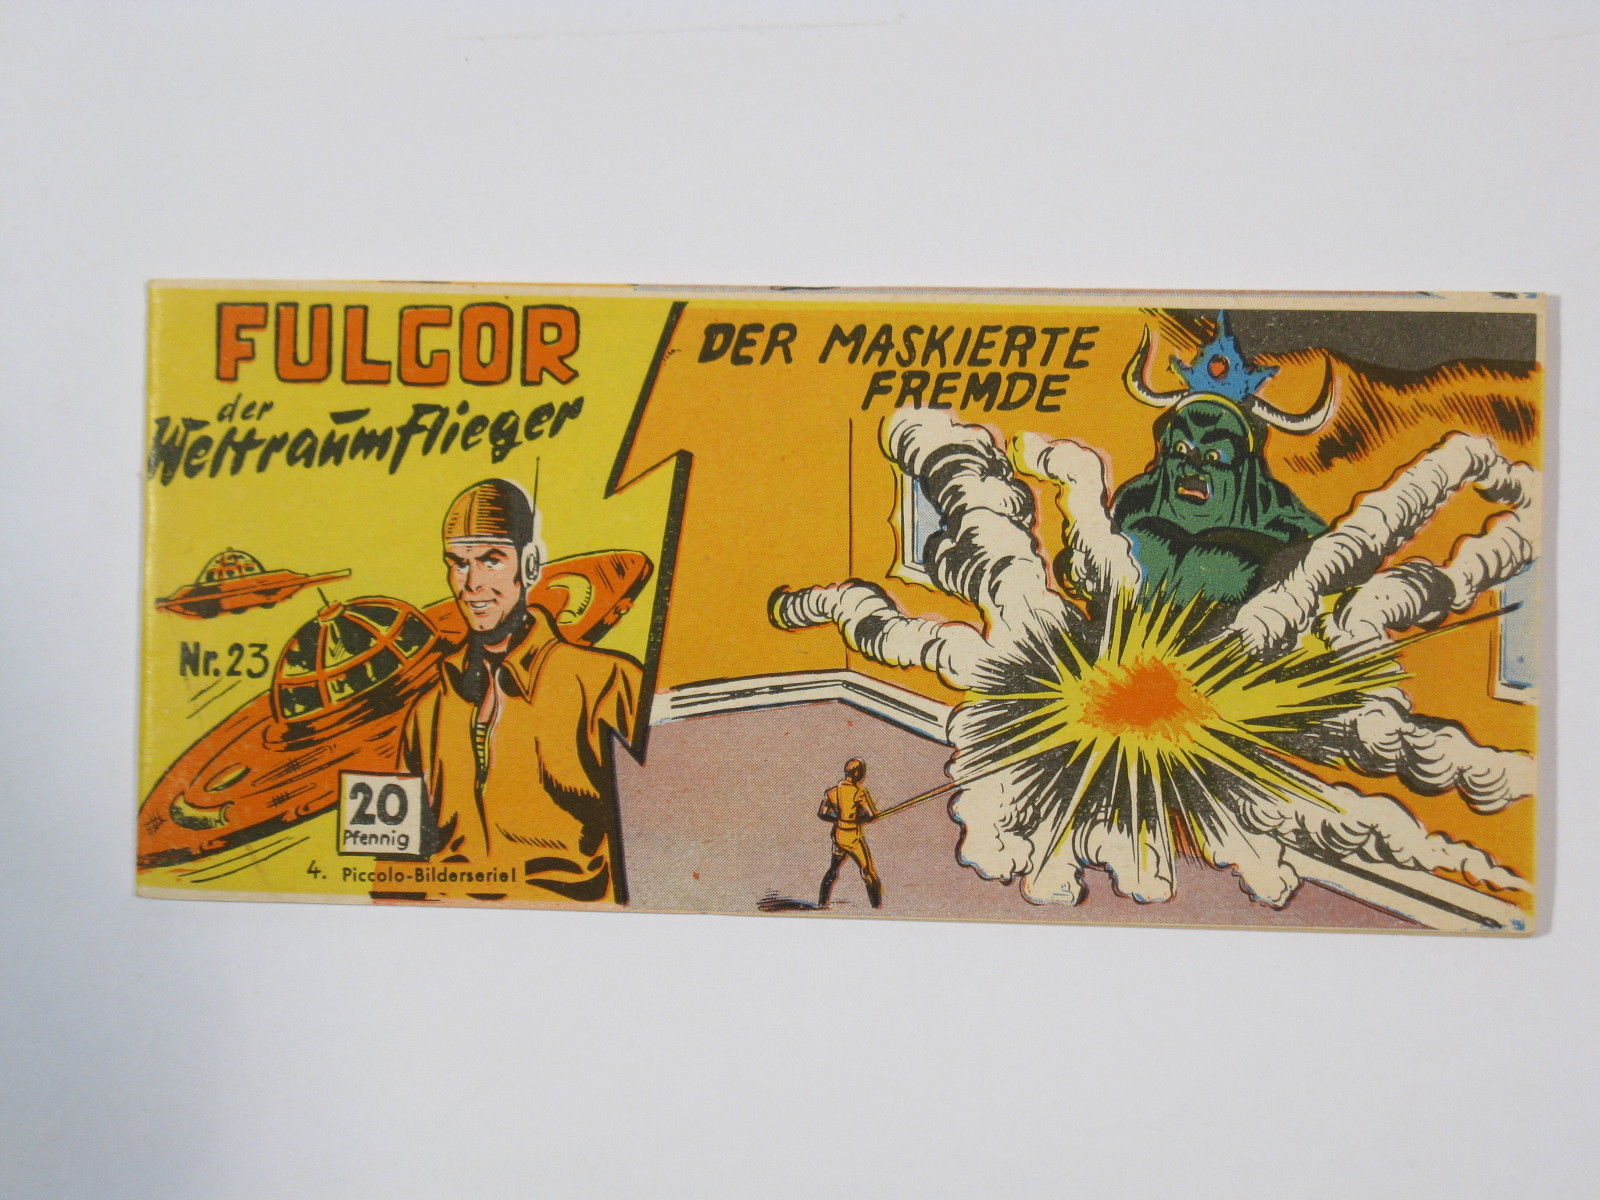 FULGOR
der
Weltraumflieger
Nr. 23
20
Pfennig
4. Piccolo-Bilderserie!
DER MASKIERTE
FREMDE